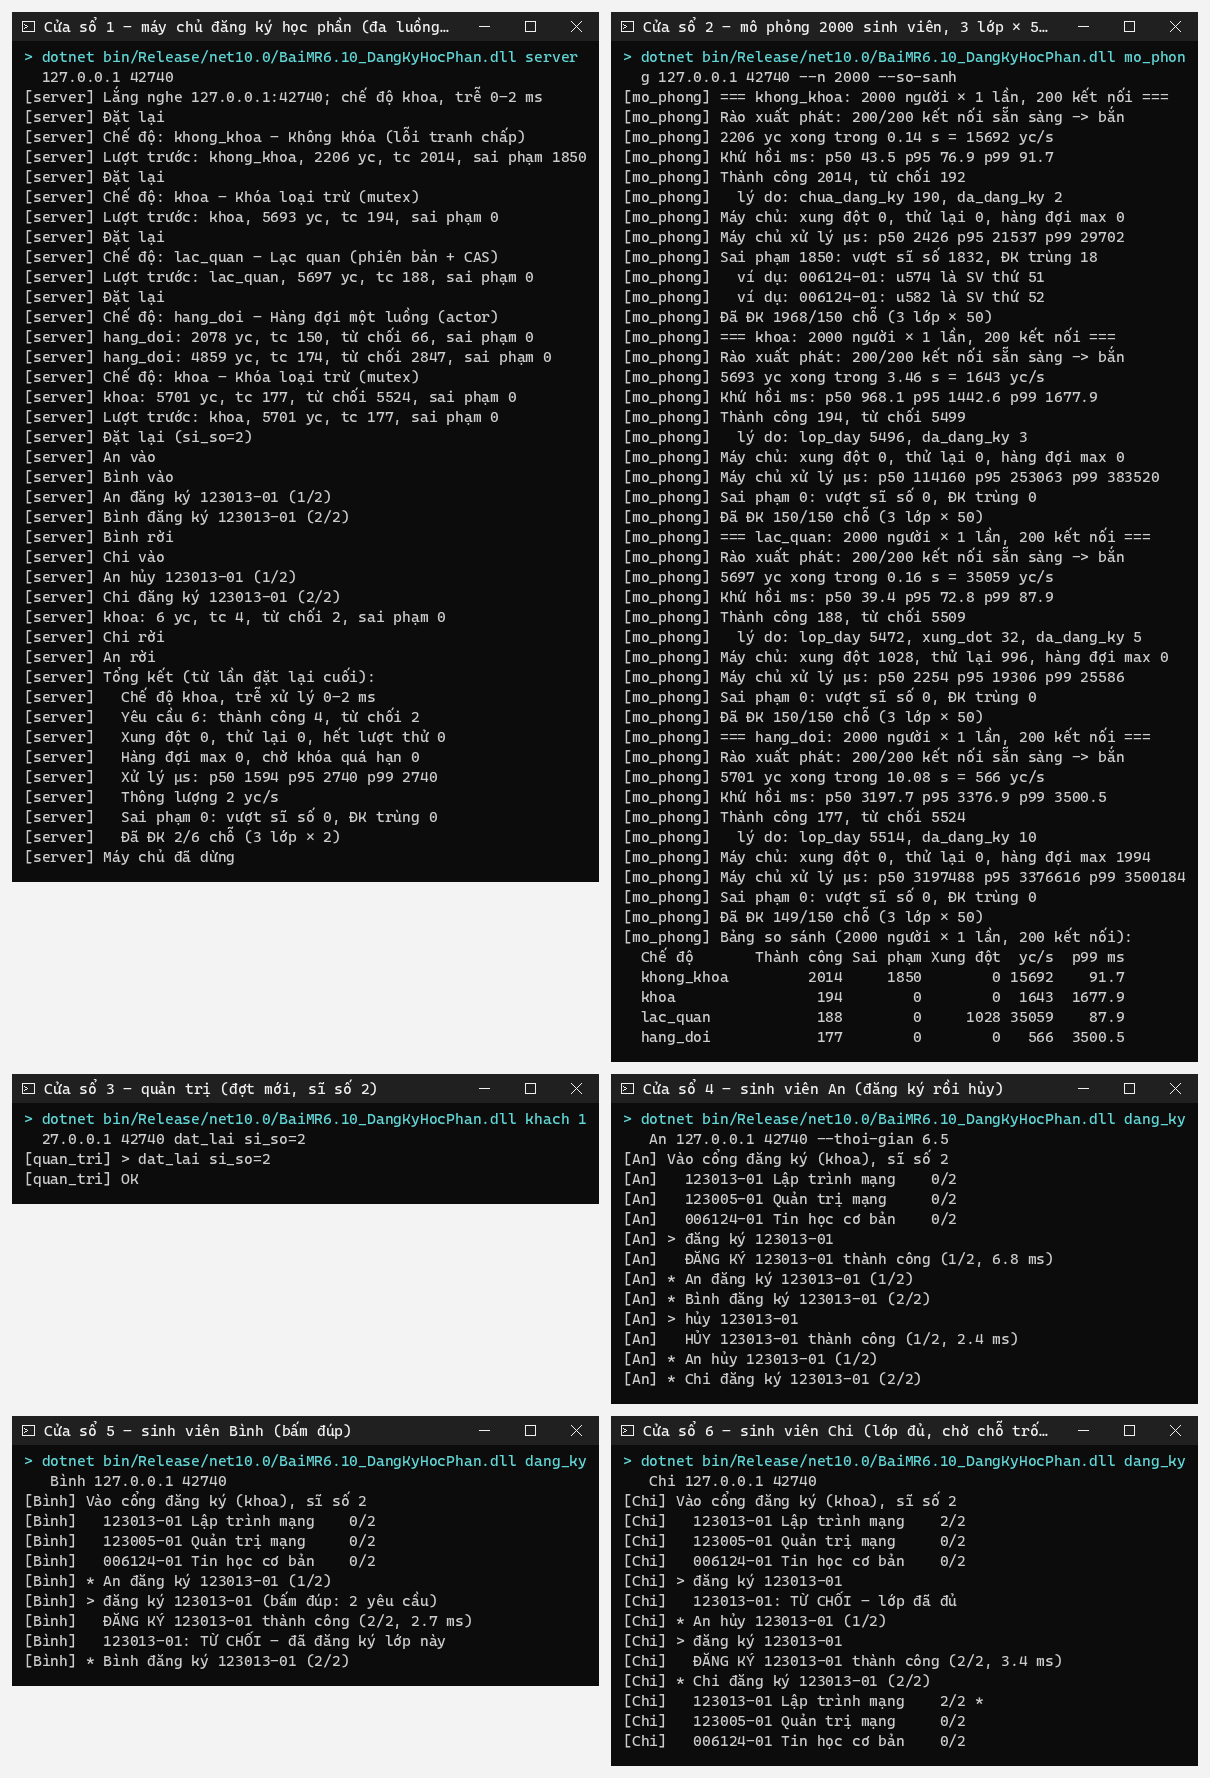 Cửa sổ 1 – máy chủ đăng ký học phần (đa luồng…
> dotnet bin/Release/net10.0/BaiMR6.10_DangKyHocPhan.dll server
127.0.0.1 42740
[server] Lắng nghe 127.0.0.1:42740; chế độ khoa, trễ 0–2 ms
[server] Đặt lại
[server] Chế độ: khong_khoa – Không khóa (lỗi tranh chấp)
[server] Lượt trước: khong_khoa, 2206 yc, tc 2014, sai phạm 1850
[server] Đặt lại
[server] Chế độ: khoa – Khóa loại trừ (mutex)
[server] Lượt trước: khoa, 5693 yc, tc 194, sai phạm 0
[server] Đặt lại
[server] Chế độ: lac_quan – Lạc quan (phiên bản + CAS)
[server] Lượt trước: lac_quan, 5697 yc, tc 188, sai phạm 0
[server] Đặt lại
[server] Chế độ: hang_doi – Hàng đợi một luồng (actor)
[server] hang_doi: 2078 yc, tc 150, từ chối 66, sai phạm 0
[server] hang_doi: 4859 yc, tc 174, từ chối 2847, sai phạm 0
[server] Chế độ: khoa – Khóa loại trừ (mutex)
[server] khoa: 5701 yc, tc 177, từ chối 5524, sai phạm 0
[server] Lượt trước: khoa, 5701 yc, tc 177, sai phạm 0
[server] Đặt lại (si_so=2)
[server] An vào
[server] Bình vào
[server] An đăng ký 123013–01 (1/2)
[server] Bình đăng ký 123013–01 (2/2)
[server] Bình rời
[server] Chi vào
[server] An hủy 123013–01 (1/2)
[server] Chi đăng ký 123013–01 (2/2)
[server] khoa: 6 yc, tc 4, từ chối 2, sai phạm 0
[server] Chi rời
[server] An rời
[server] Tổng kết (từ lần đặt lại cuối):
[server]   Chế độ khoa, trễ xử lý 0–2 ms
[server]   Yêu cầu 6: thành công 4, từ chối 2
[server]   Xung đột 0, thử lại 0, hết lượt thử 0
[server]   Hàng đợi max 0, chờ khóa quá hạn 0
[server]   Xử lý µs: p50 1594 p95 2740 p99 2740
[server]   Thông lượng 2 yc/s
[server]   Sai phạm 0: vượt sĩ số 0, ĐK trùng 0
[server]   Đã ĐK 2/6 chỗ (3 lớp × 2)
[server] Máy chủ đã dừng
Cửa sổ 2 – mô phỏng 2000 sinh viên, 3 lớp × 5…
> dotnet bin/Release/net10.0/BaiMR6.10_DangKyHocPhan.dll mo_phon
g 127.0.0.1 42740 --n 2000 --so-sanh
[mo_phong] === khong_khoa: 2000 người × 1 lần, 200 kết nối ===
[mo_phong] Rào xuất phát: 200/200 kết nối sẵn sàng –> bắn
[mo_phong] 2206 yc xong trong 0.14 s = 15692 yc/s
[mo_phong] Khứ hồi ms: p50 43.5 p95 76.9 p99 91.7
[mo_phong] Thành công 2014, từ chối 192
[mo_phong]   lý do: chua_dang_ky 190, da_dang_ky 2
[mo_phong] Máy chủ: xung đột 0, thử lại 0, hàng đợi max 0
[mo_phong] Máy chủ xử lý µs: p50 2426 p95 21537 p99 29702
[mo_phong] Sai phạm 1850: vượt sĩ số 1832, ĐK trùng 18
[mo_phong]   ví dụ: 006124–01: u574 là SV thứ 51
[mo_phong]   ví dụ: 006124–01: u582 là SV thứ 52
[mo_phong] Đã ĐK 1968/150 chỗ (3 lớp × 50)
[mo_phong] === khoa: 2000 người × 1 lần, 200 kết nối ===
[mo_phong] Rào xuất phát: 200/200 kết nối sẵn sàng –> bắn
[mo_phong] 5693 yc xong trong 3.46 s = 1643 yc/s
[mo_phong] Khứ hồi ms: p50 968.1 p95 1442.6 p99 1677.9
[mo_phong] Thành công 194, từ chối 5499
[mo_phong]   lý do: lop_day 5496, da_dang_ky 3
[mo_phong] Máy chủ: xung đột 0, thử lại 0, hàng đợi max 0
[mo_phong] Máy chủ xử lý µs: p50 114160 p95 253063 p99 383520
[mo_phong] Sai phạm 0: vượt sĩ số 0, ĐK trùng 0
[mo_phong] Đã ĐK 150/150 chỗ (3 lớp × 50)
[mo_phong] === lac_quan: 2000 người × 1 lần, 200 kết nối ===
[mo_phong] Rào xuất phát: 200/200 kết nối sẵn sàng –> bắn
[mo_phong] 5697 yc xong trong 0.16 s = 35059 yc/s
[mo_phong] Khứ hồi ms: p50 39.4 p95 72.8 p99 87.9
[mo_phong] Thành công 188, từ chối 5509
[mo_phong]   lý do: lop_day 5472, xung_dot 32, da_dang_ky 5
[mo_phong] Máy chủ: xung đột 1028, thử lại 996, hàng đợi max 0
[mo_phong] Máy chủ xử lý µs: p50 2254 p95 19306 p99 25586
[mo_phong] Sai phạm 0: vượt sĩ số 0, ĐK trùng 0
[mo_phong] Đã ĐK 150/150 chỗ (3 lớp × 50)
[mo_phong] === hang_doi: 2000 người × 1 lần, 200 kết nối ===
[mo_phong] Rào xuất phát: 200/200 kết nối sẵn sàng –> bắn
[mo_phong] 5701 yc xong trong 10.08 s = 566 yc/s
[mo_phong] Khứ hồi ms: p50 3197.7 p95 3376.9 p99 3500.5
[mo_phong] Thành công 177, từ chối 5524
[mo_phong]   lý do: lop_day 5514, da_dang_ky 10
[mo_phong] Máy chủ: xung đột 0, thử lại 0, hàng đợi max 1994
[mo_phong] Máy chủ xử lý µs: p50 3197488 p95 3376616 p99 3500184
[mo_phong] Sai phạm 0: vượt sĩ số 0, ĐK trùng 0
[mo_phong] Đã ĐK 149/150 chỗ (3 lớp × 50)
[mo_phong] Bảng so sánh (2000 người × 1 lần, 200 kết nối):
Chế độ       Thành công Sai phạm Xung đột  yc/s  p99 ms
khong_khoa         2014     1850        0 15692    91.7
khoa                194        0        0  1643  1677.9
lac_quan            188        0     1028 35059    87.9
hang_doi            177        0        0   566  3500.5
Cửa sổ 3 – quản trị (đợt mới, sĩ số 2)
> dotnet bin/Release/net10.0/BaiMR6.10_DangKyHocPhan.dll khach 1
27.0.0.1 42740 dat_lai si_so=2
[quan_tri] > dat_lai si_so=2
[quan_tri] OK
Cửa sổ 4 – sinh viên An (đăng ký rồi hủy)
> dotnet bin/Release/net10.0/BaiMR6.10_DangKyHocPhan.dll dang_ky
An 127.0.0.1 42740 --thoi-gian 6.5
[An] Vào cổng đăng ký (khoa), sĩ số 2
[An]   123013–01 Lập trình mạng    0/2
[An]   123005–01 Quản trị mạng     0/2
[An]   006124–01 Tin học cơ bản    0/2
[An] > đăng ký 123013–01
[An]   ĐĂNG KÝ 123013–01 thành công (1/2, 6.8 ms)
[An] * An đăng ký 123013–01 (1/2)
[An] * Bình đăng ký 123013–01 (2/2)
[An] > hủy 123013–01
[An]   HỦY 123013–01 thành công (1/2, 2.4 ms)
[An] * An hủy 123013–01 (1/2)
[An] * Chi đăng ký 123013–01 (2/2)
Cửa sổ 5 – sinh viên Bình (bấm đúp)
> dotnet bin/Release/net10.0/BaiMR6.10_DangKyHocPhan.dll dang_ky
Bình 127.0.0.1 42740
[Bình] Vào cổng đăng ký (khoa), sĩ số 2
[Bình]   123013–01 Lập trình mạng    0/2
[Bình]   123005–01 Quản trị mạng     0/2
[Bình]   006124–01 Tin học cơ bản    0/2
[Bình] * An đăng ký 123013–01 (1/2)
[Bình] > đăng ký 123013–01 (bấm đúp: 2 yêu cầu)
[Bình]   ĐĂNG KÝ 123013–01 thành công (2/2, 2.7 ms)
[Bình]   123013–01: TỪ CHỐI – đã đăng ký lớp này
[Bình] * Bình đăng ký 123013–01 (2/2)
Cửa sổ 6 – sinh viên Chi (lớp đủ, chờ chỗ trố…
> dotnet bin/Release/net10.0/BaiMR6.10_DangKyHocPhan.dll dang_ky
Chi 127.0.0.1 42740
[Chi] Vào cổng đăng ký (khoa), sĩ số 2
[Chi]   123013–01 Lập trình mạng    2/2
[Chi]   123005–01 Quản trị mạng     0/2
[Chi]   006124–01 Tin học cơ bản    0/2
[Chi] > đăng ký 123013–01
[Chi]   123013–01: TỪ CHỐI – lớp đã đủ
[Chi] * An hủy 123013–01 (1/2)
[Chi] > đăng ký 123013–01
[Chi]   ĐĂNG KÝ 123013–01 thành công (2/2, 3.4 ms)
[Chi] * Chi đăng ký 123013–01 (2/2)
[Chi]   123013–01 Lập trình mạng    2/2 *
[Chi]   123005–01 Quản trị mạng     0/2
[Chi]   006124–01 Tin học cơ bản    0/2